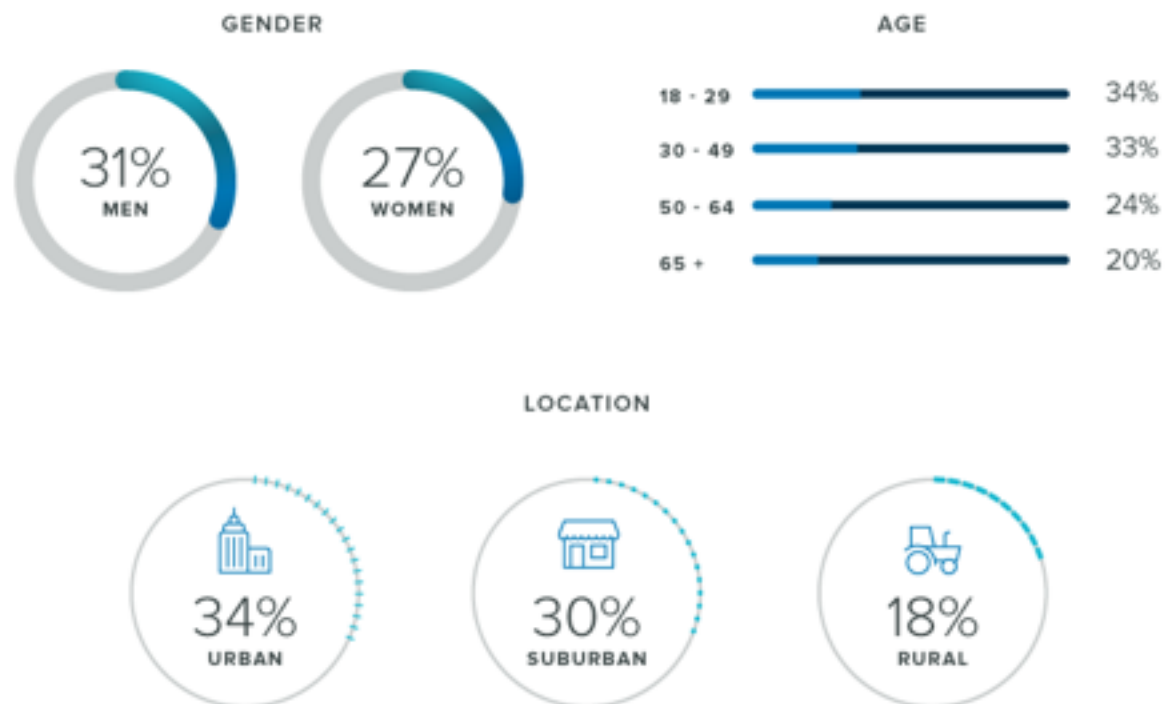 GENDER
31%
MEN
27%
WOMEN
AGE
18 - 29 34%
30 - 49 33%
50 - 64 24%
65 + 20%
LOCATION
34%
URBAN
30%
SUBURBAN
18%
RURAL